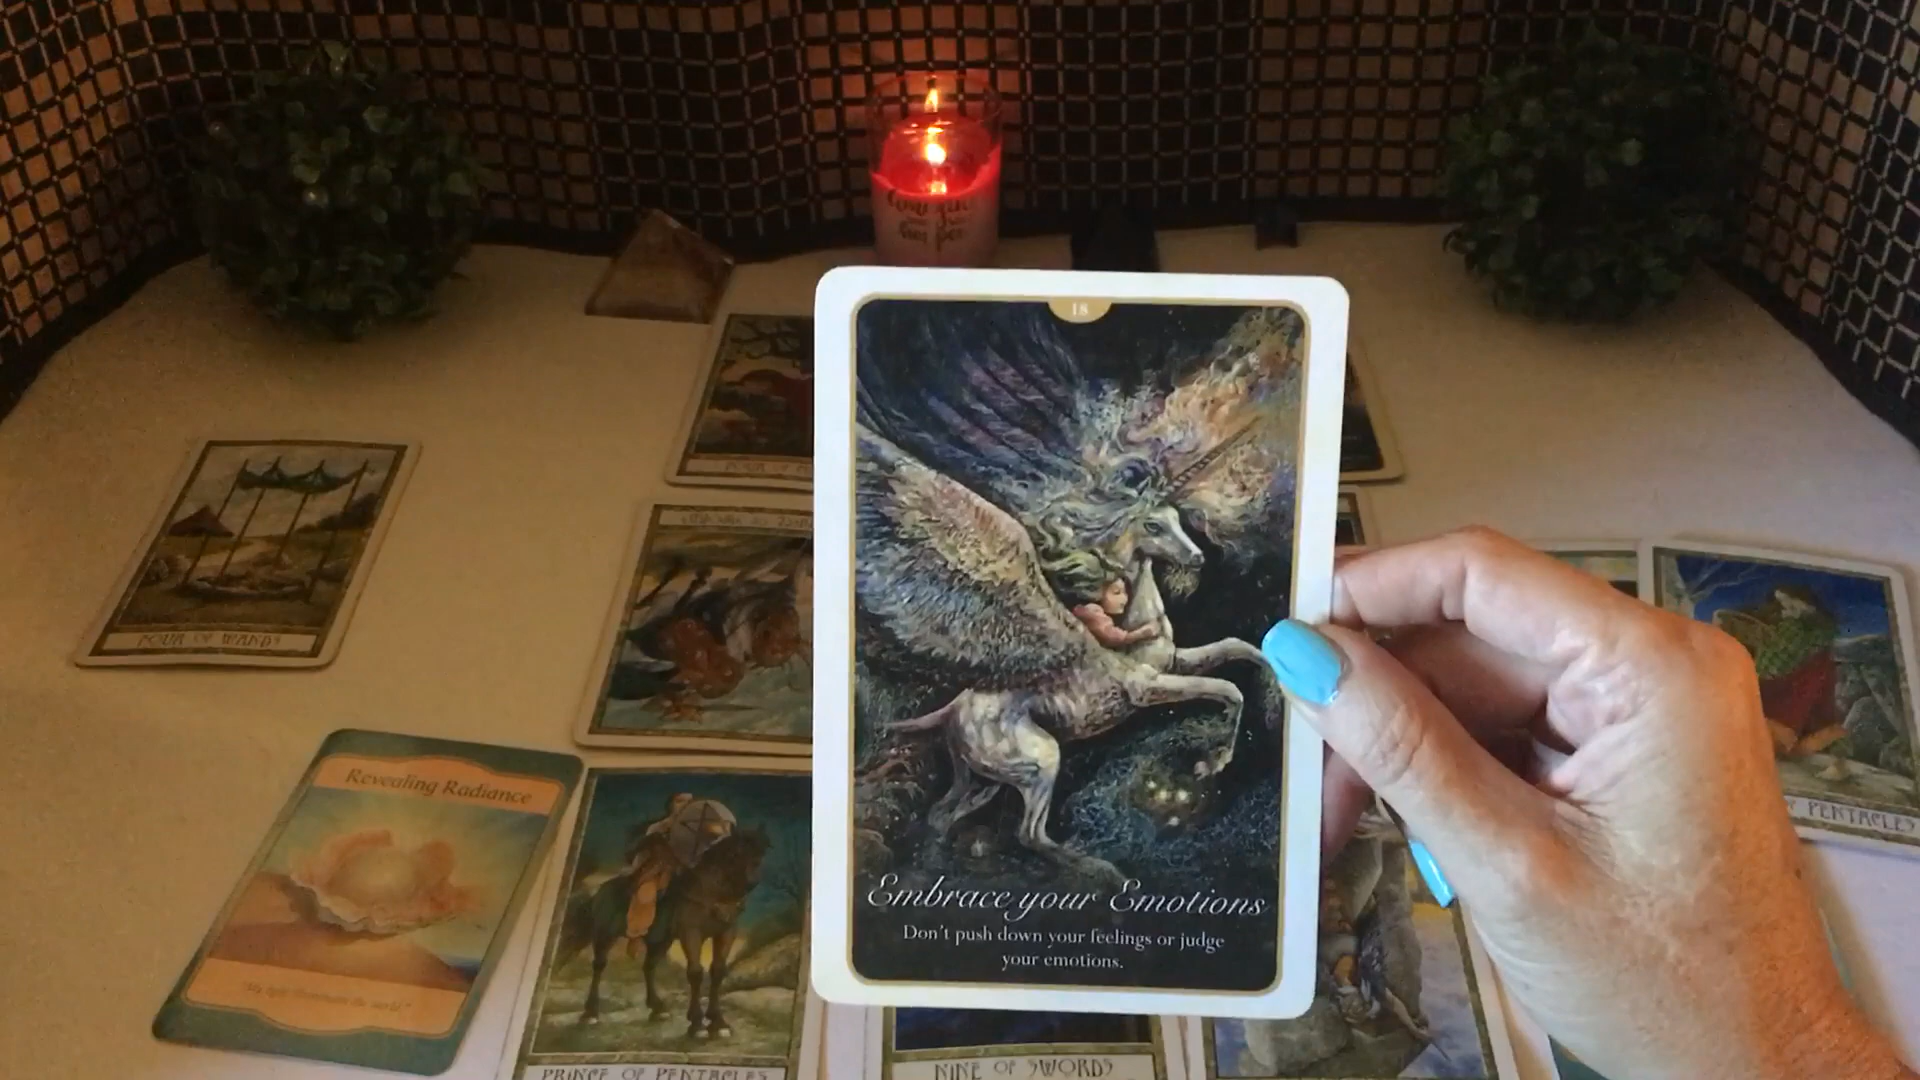 18
FOUR OF WANDS
Revealing Radiance
Embrace your Emotions
Don't push down your feelings or judge
your emotions.
PENTACLES
PRINCE OF PENTACLES
NINE OF SWORDS